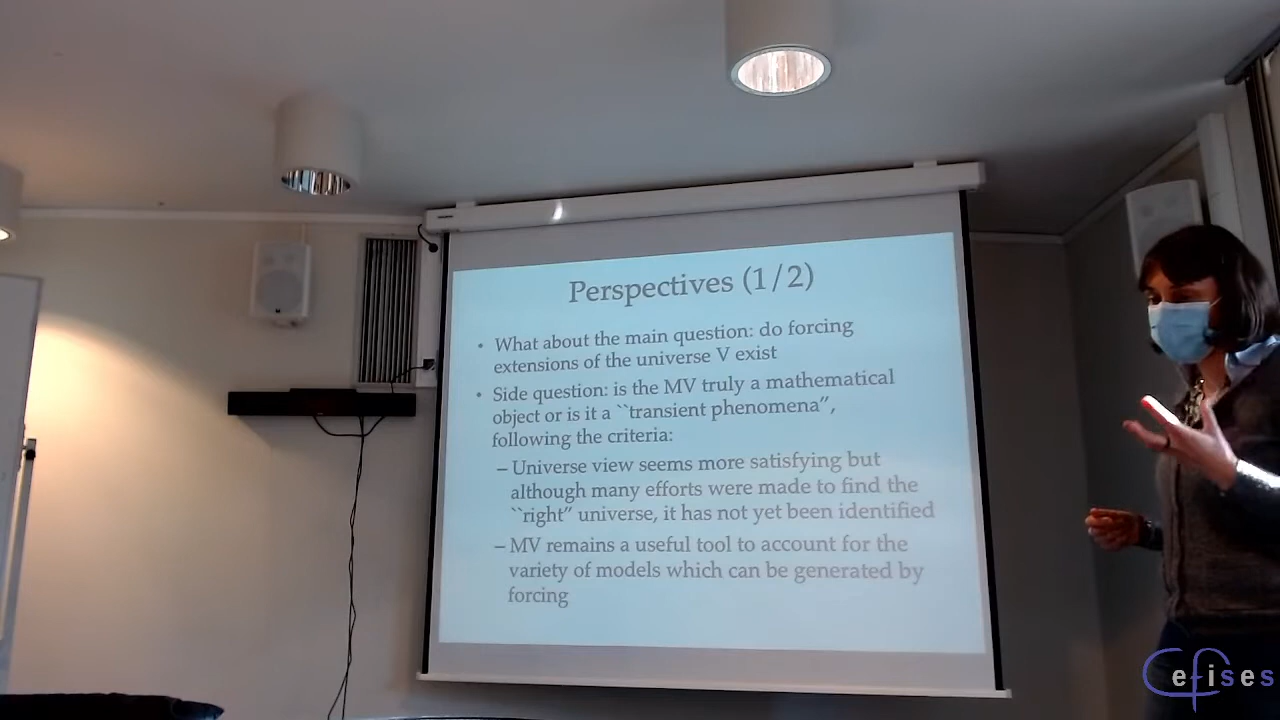 Perspectives (1/2)
• What about the main question: do forcing
extensions of the universe V exist
• Side question: is the MV truly a mathematical
object or is it a ``transient phenomena”,
following the criteria:
– Universe view seems more satisfying but
although many efforts were made to find the
``right” universe, it has not yet been identified
– MV remains a useful tool to account for the
variety of models which can be generated by
forcing
Cefises